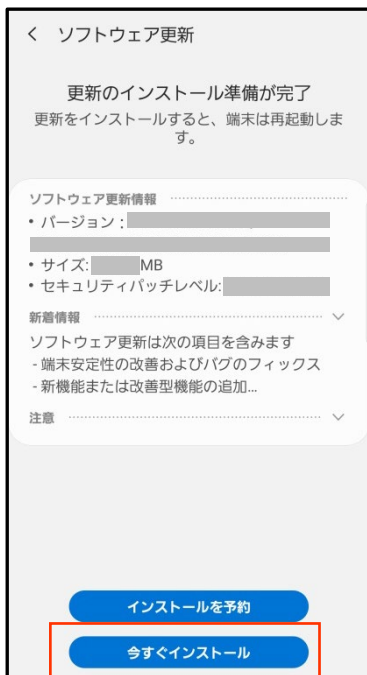 ソフトウェア更新
更新のインストール準備が完了
更新をインストールすると、端末は再起動しま
す。
ソフトウェア更新情報
• バージョン :
• サイズ: MB
• セキュリティパッチレベル:
新着情報
ソフトウェア更新は次の項目を含みます
- 端末安定性の改善およびバグのフィックス
- 新機能または改善型機能の追加...
注意
インストールを予約
今すぐインストール